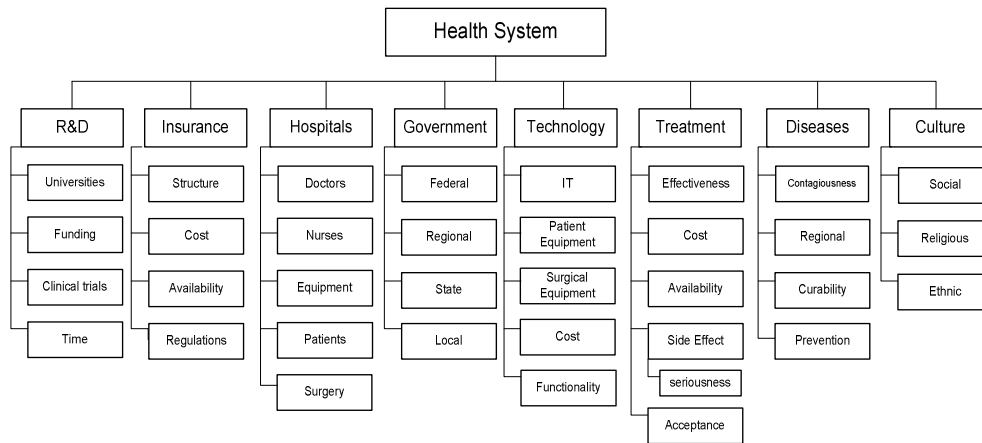 Health System
R&D
Insurance
Hospitals
Government
Technology
Treatment
Diseases
Culture
Universities
Funding
Clinical trials
Time
Structure
Cost
Availability
Regulations
Doctors
Nurses
Equipment
Patients
Surgery
Federal
Regional
State
Local
IT
Patient
Equipment
Surgical
Equipment
Cost
Functionality
Effectiveness
Cost
Availability
Side Effect
seriousness
Acceptance
Contagiousness
Regional
Curability
Prevention
Social
Religious
Ethnic